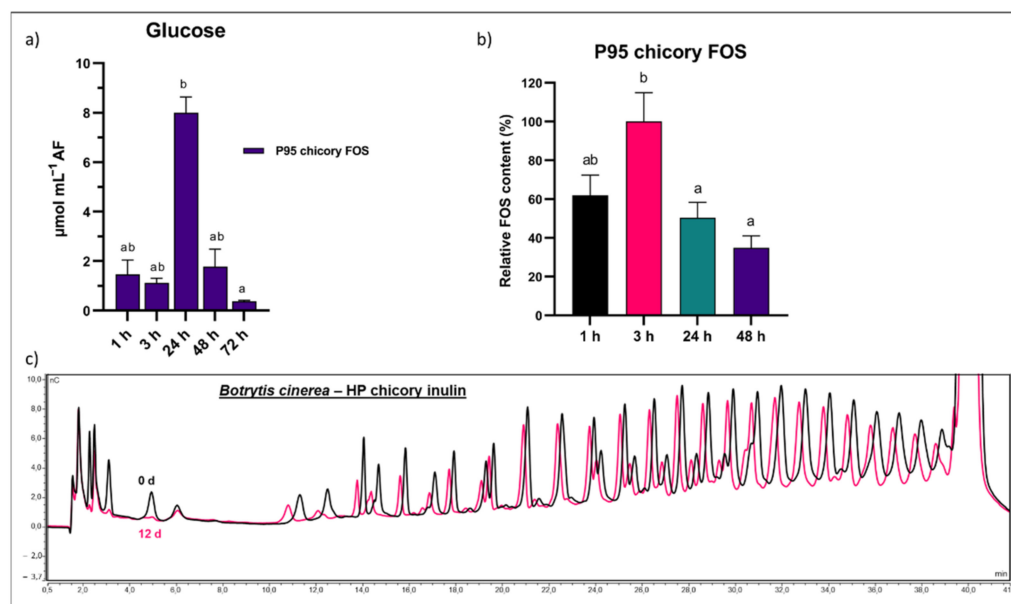 a)
Glucose
10
8
6
4
2
0
µmol mL⁻¹ AF
ab
ab
b
ab
a
1 h
3 h
24 h
48 h
72 h
P95 chicory FOS
b)
P95 chicory FOS
120
100
80
60
40
20
0
Relative FOS content (%)
ab
b
a
a
1 h
3 h
24 h
48 h
c)
Botrytis cinerea – HP chicory inulin
10,0
nC
8,0
6,0
4,0
2,0
0,0
– 2,0
– 3,7
0 d
12 d
min
0,5
2,0
4,0
6,0
8,0
10,0
12,0
14,0
16,0
18,0
20,0
22,0
24,0
26,0
28,0
30,0
32,0
34,0
36,0
38,0
40,0